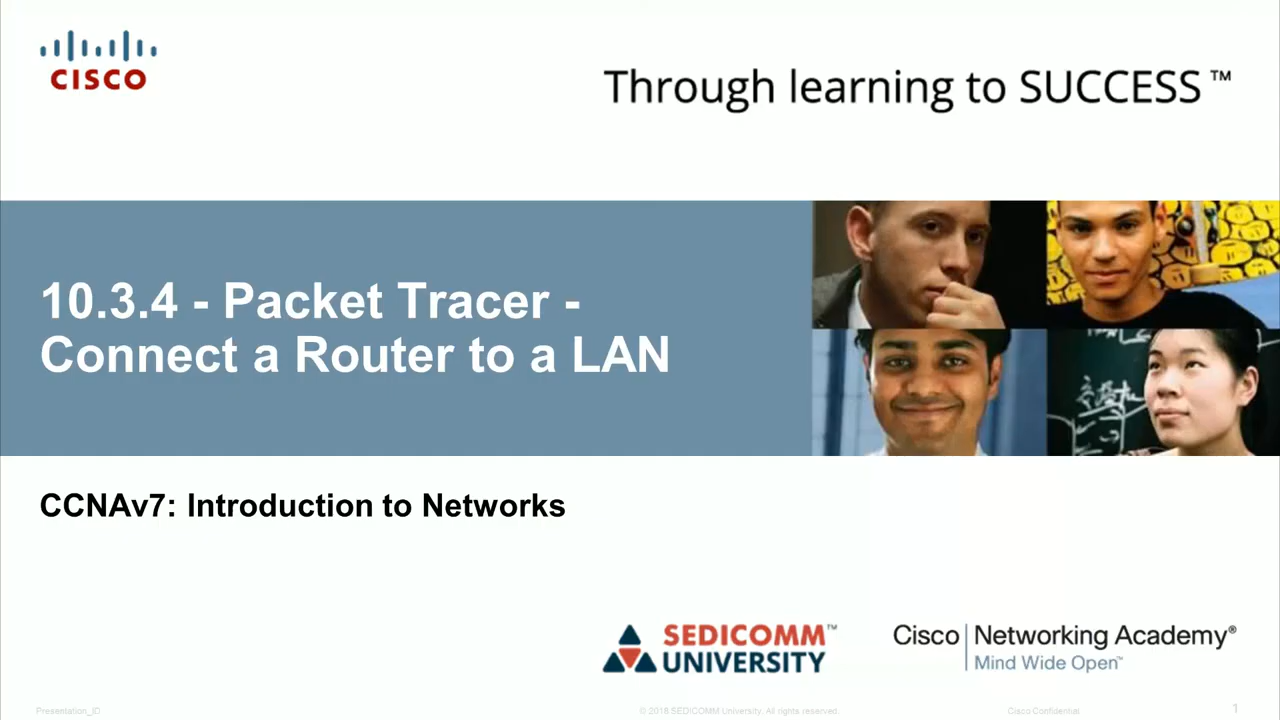 CISCO
Through learning to SUCCESS™
10.3.4 - Packet Tracer -
Connect a Router to a LAN
CCNAv7: Introduction to Networks
SEDICOMM™
UNIVERSITY
Cisco Networking Academy®
Mind Wide Open™
Presentation_ID
© 2018 SEDICOMM University. All rights reserved.
Cisco Confidential
1